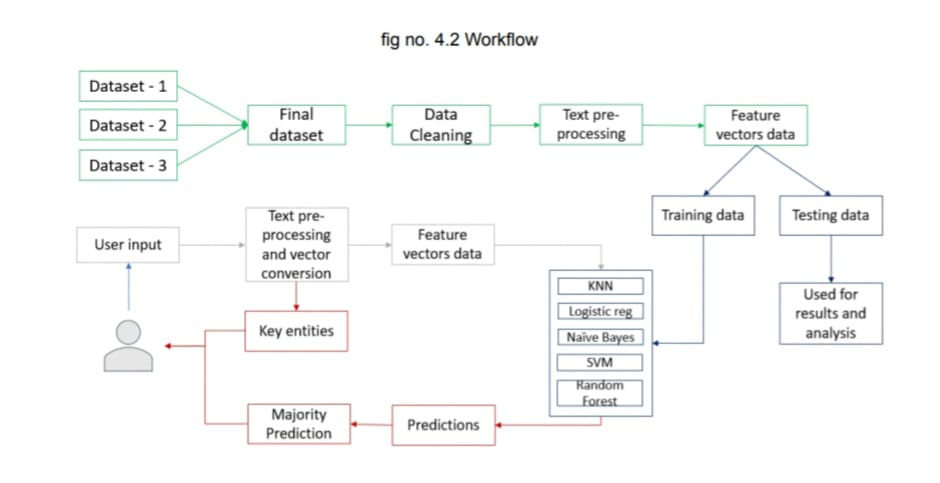 fig no. 4.2 Workflow
Dataset - 1
Dataset - 2
Dataset - 3
Final
dataset
Data
Cleaning
Text pre-
processing
Feature
vectors data
Training data
Testing data
Used for
results and
analysis
User input
Text pre-
processing
and vector
conversion
Feature
vectors data
KNN
Logistic reg
Naïve Bayes
SVM
Random
Forest
Key entities
Majority
Prediction
Predictions